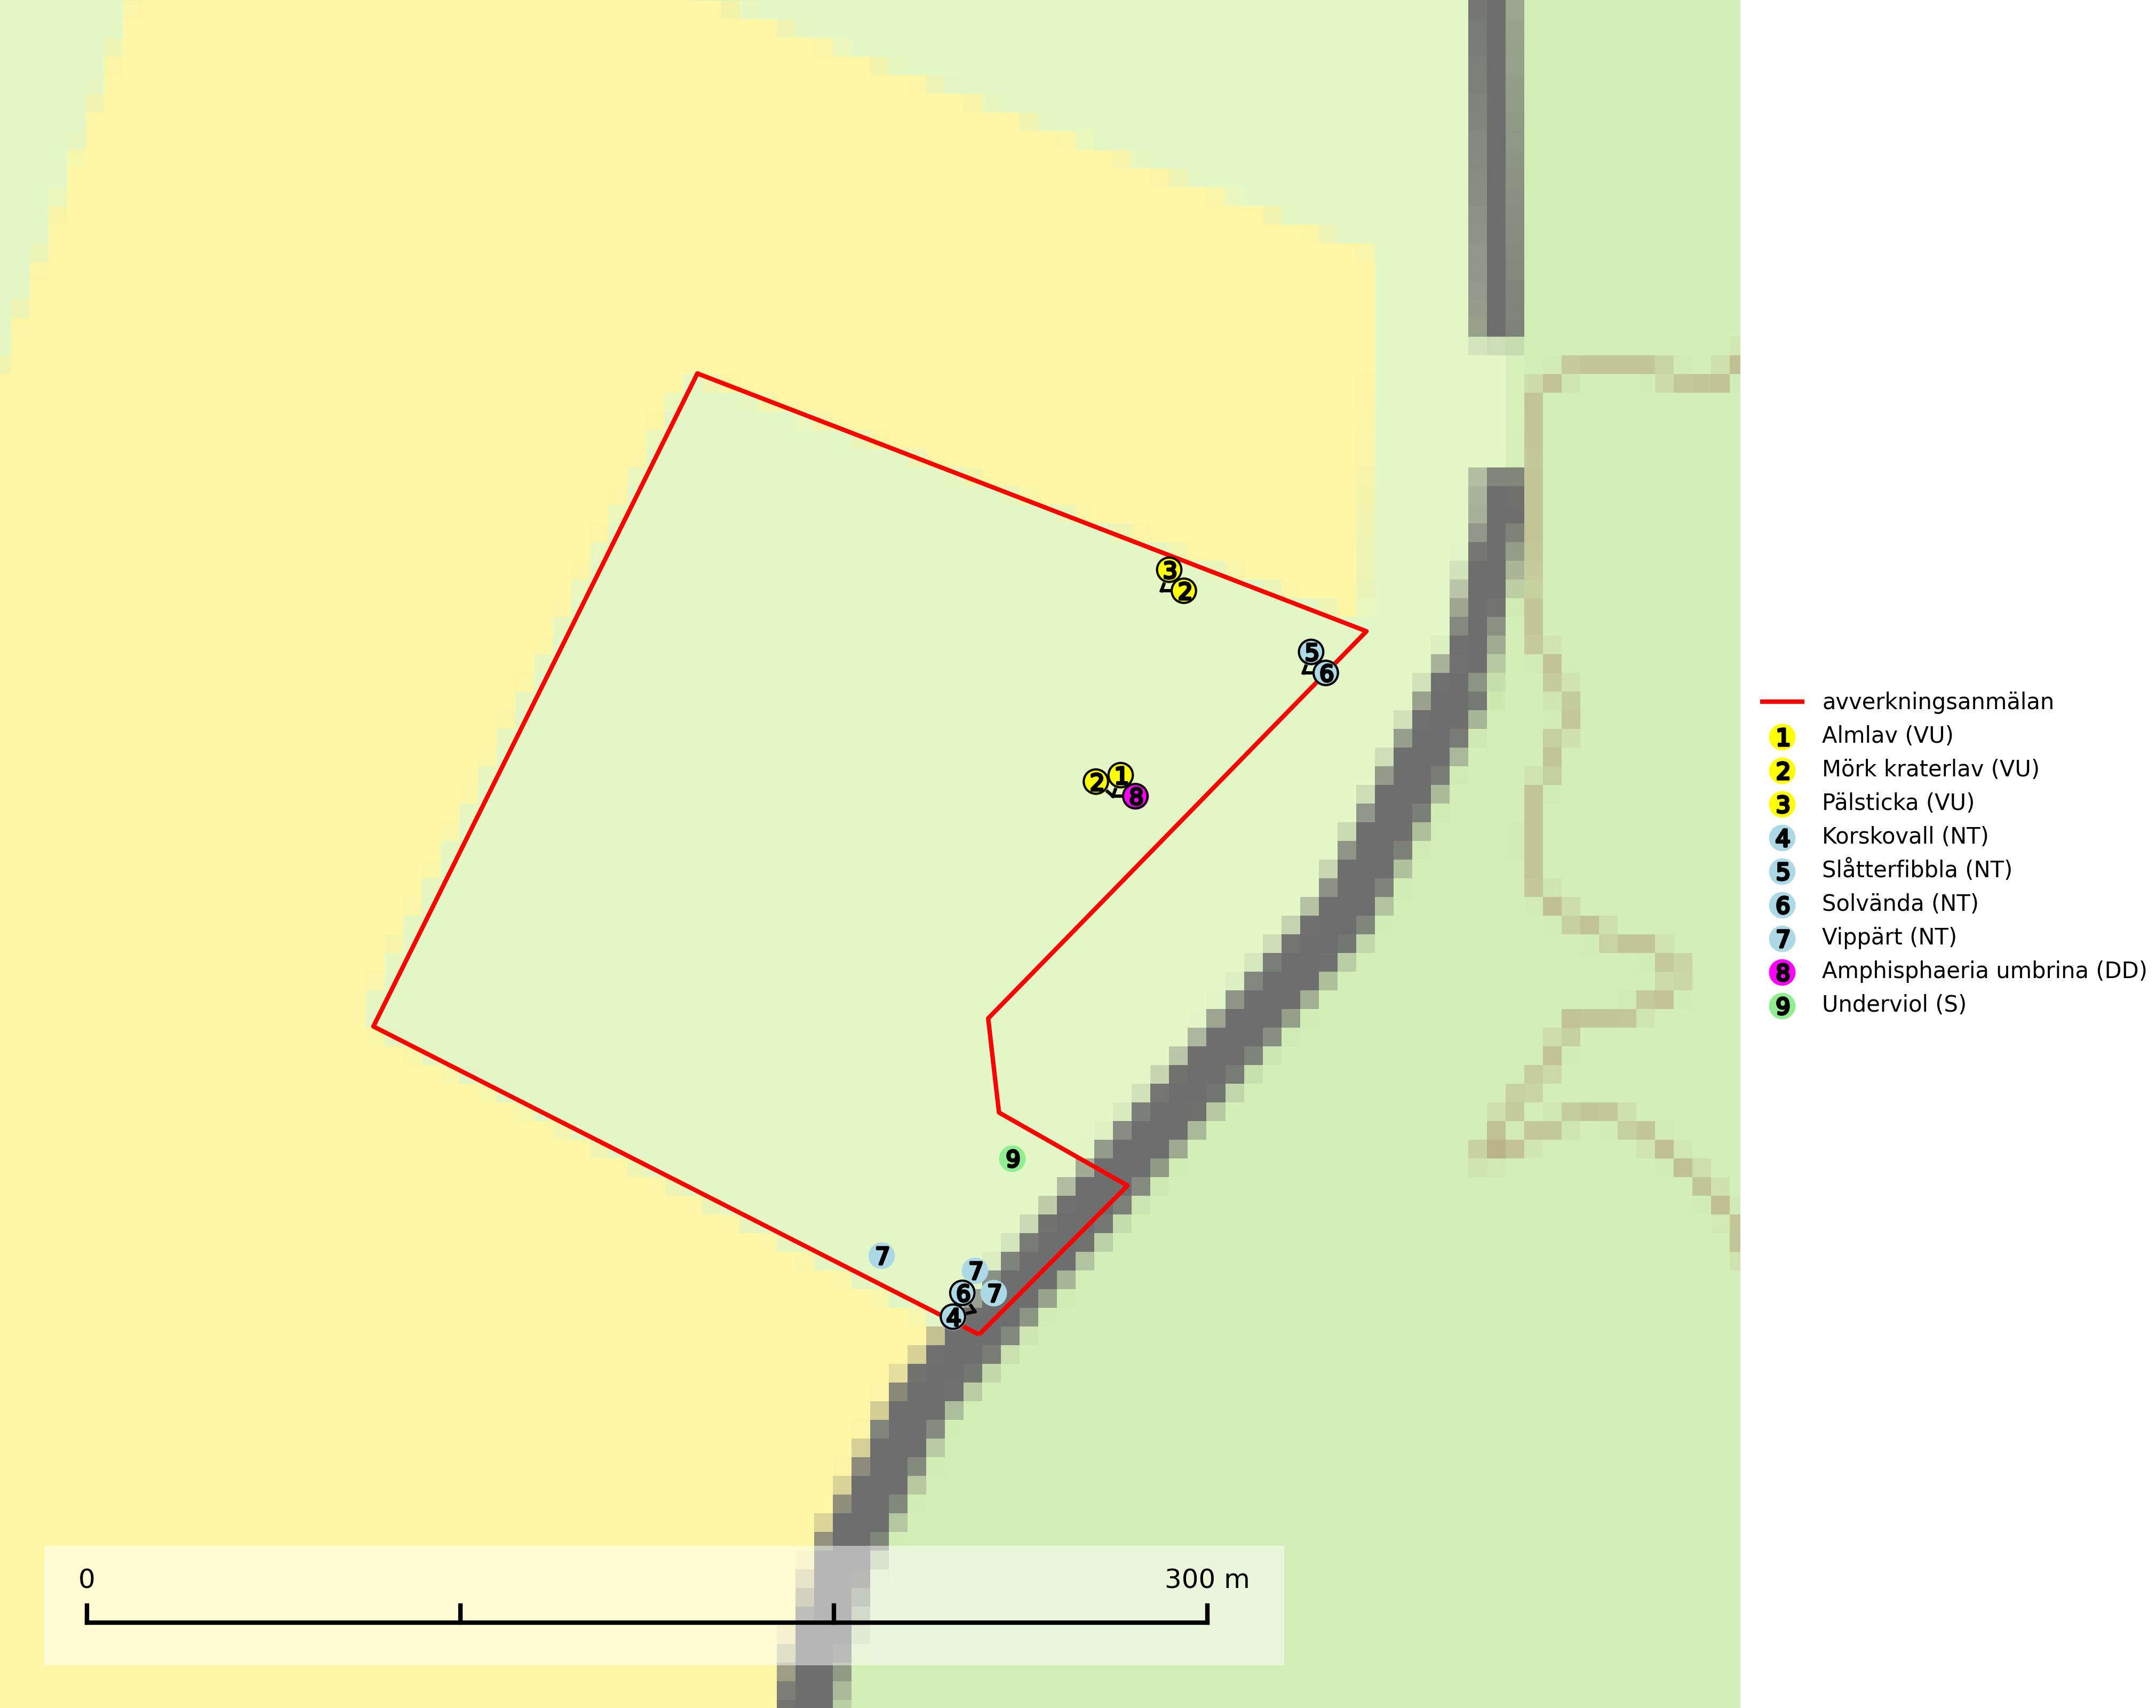 3
2
5
6
2
1
8
9
7
7
6
7
4
avverkningsanmälan
1 Almlav (VU)
2 Mörk kraterlav (VU)
3 Pälsticka (VU)
4 Korskovall (NT)
5 Slåtterfibbla (NT)
6 Solvända (NT)
7 Vippärt (NT)
8 Amphisphaeria umbrina (DD)
9 Underviol (S)
0 300 m